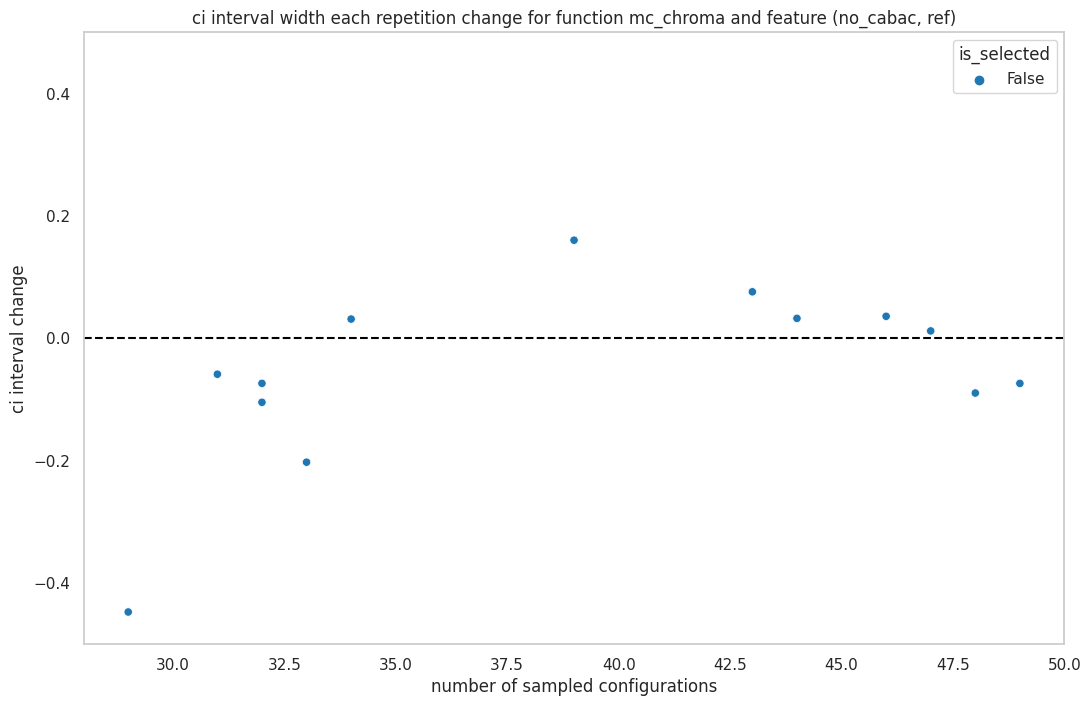 ci interval width each repetition change for function mc_chroma and feature (no_cabac, ref)
is_selected
False
0.4
0.2
0.0
−0.2
−0.4
ci interval change
30.0 32.5 35.0 37.5 40.0 42.5 45.0 47.5 50.0
number of sampled configurations